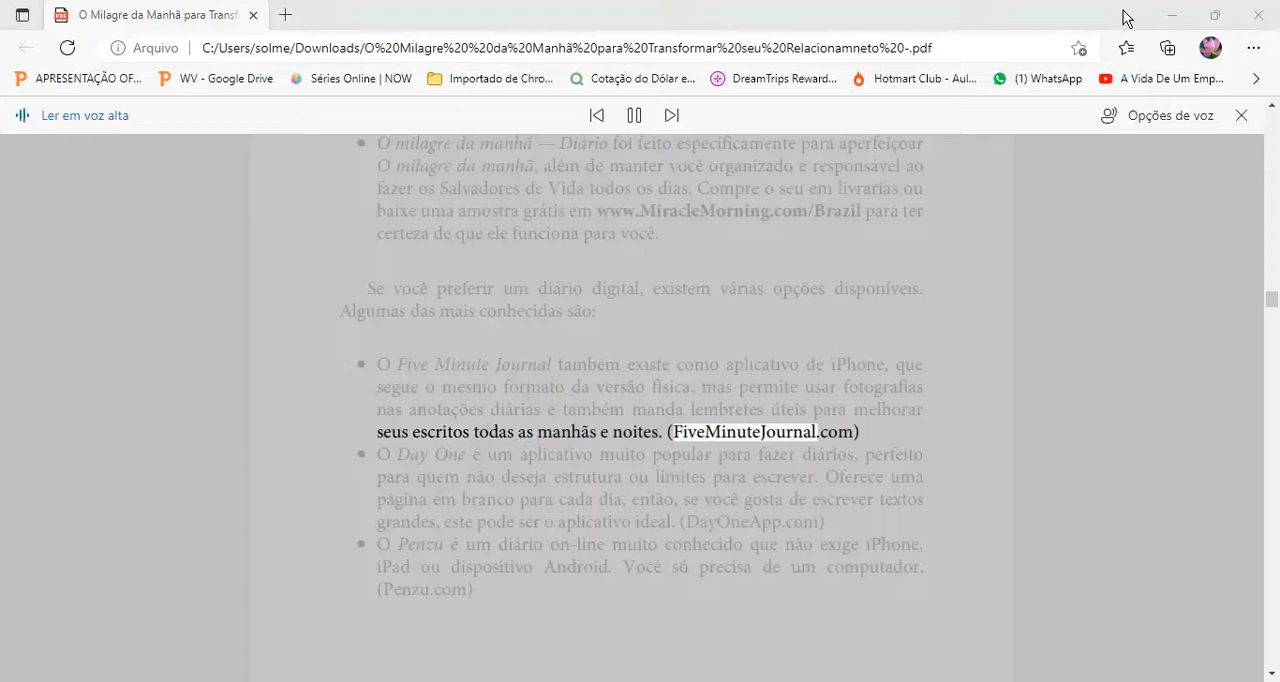 O Milagre da Manhã para Transf
Arquivo
C:/Users/solme/Downloads/O%20Milagre%20%20da%20Manhã%20para%20Transformar%20seu%20Relacionamneto%20-.pdf
APRESENTAÇÃO OF...
WV - Google Drive
Séries Online | NOW
Importado de Chro...
Cotação do Dólar e...
DreamTrips Reward...
Hotmart Club - Aul...
(1) WhatsApp
A Vida De Um Emp...
Ler em voz alta
Opções de voz
• O milagre da manhã — Diário foi feito especificamente para aperfeiçoar
O milagre da manhã, além de manter você organizado e responsável ao
fazer os Salvadores de Vida todos os dias. Compre o seu em livrarias ou
baixe uma amostra grátis em www.MiracleMorning.com/Brazil para ter
certeza de que ele funciona para você.
Se você preferir um diário digital, existem várias opções disponíveis.
Algumas das mais conhecidas são:
• O Five Minute Journal também existe como aplicativo de iPhone, que
segue o mesmo formato da versão física, mas permite usar fotografias
nas anotações diárias e também manda lembretes úteis para melhorar
seus escritos todas as manhãs e noites. (FiveMinuteJournal.com)
• O Day One é um aplicativo muito popular para fazer diários, perfeito
para quem não deseja estrutura ou limites para escrever. Oferece uma
página em branco para cada dia, então, se você gosta de escrever textos
grandes, este pode ser o aplicativo ideal. (DayOneApp.com)
• O Penzu é um diário on-line muito conhecido que não exige iPhone,
iPad ou dispositivo Android. Você só precisa de um computador.
(Penzu.com)